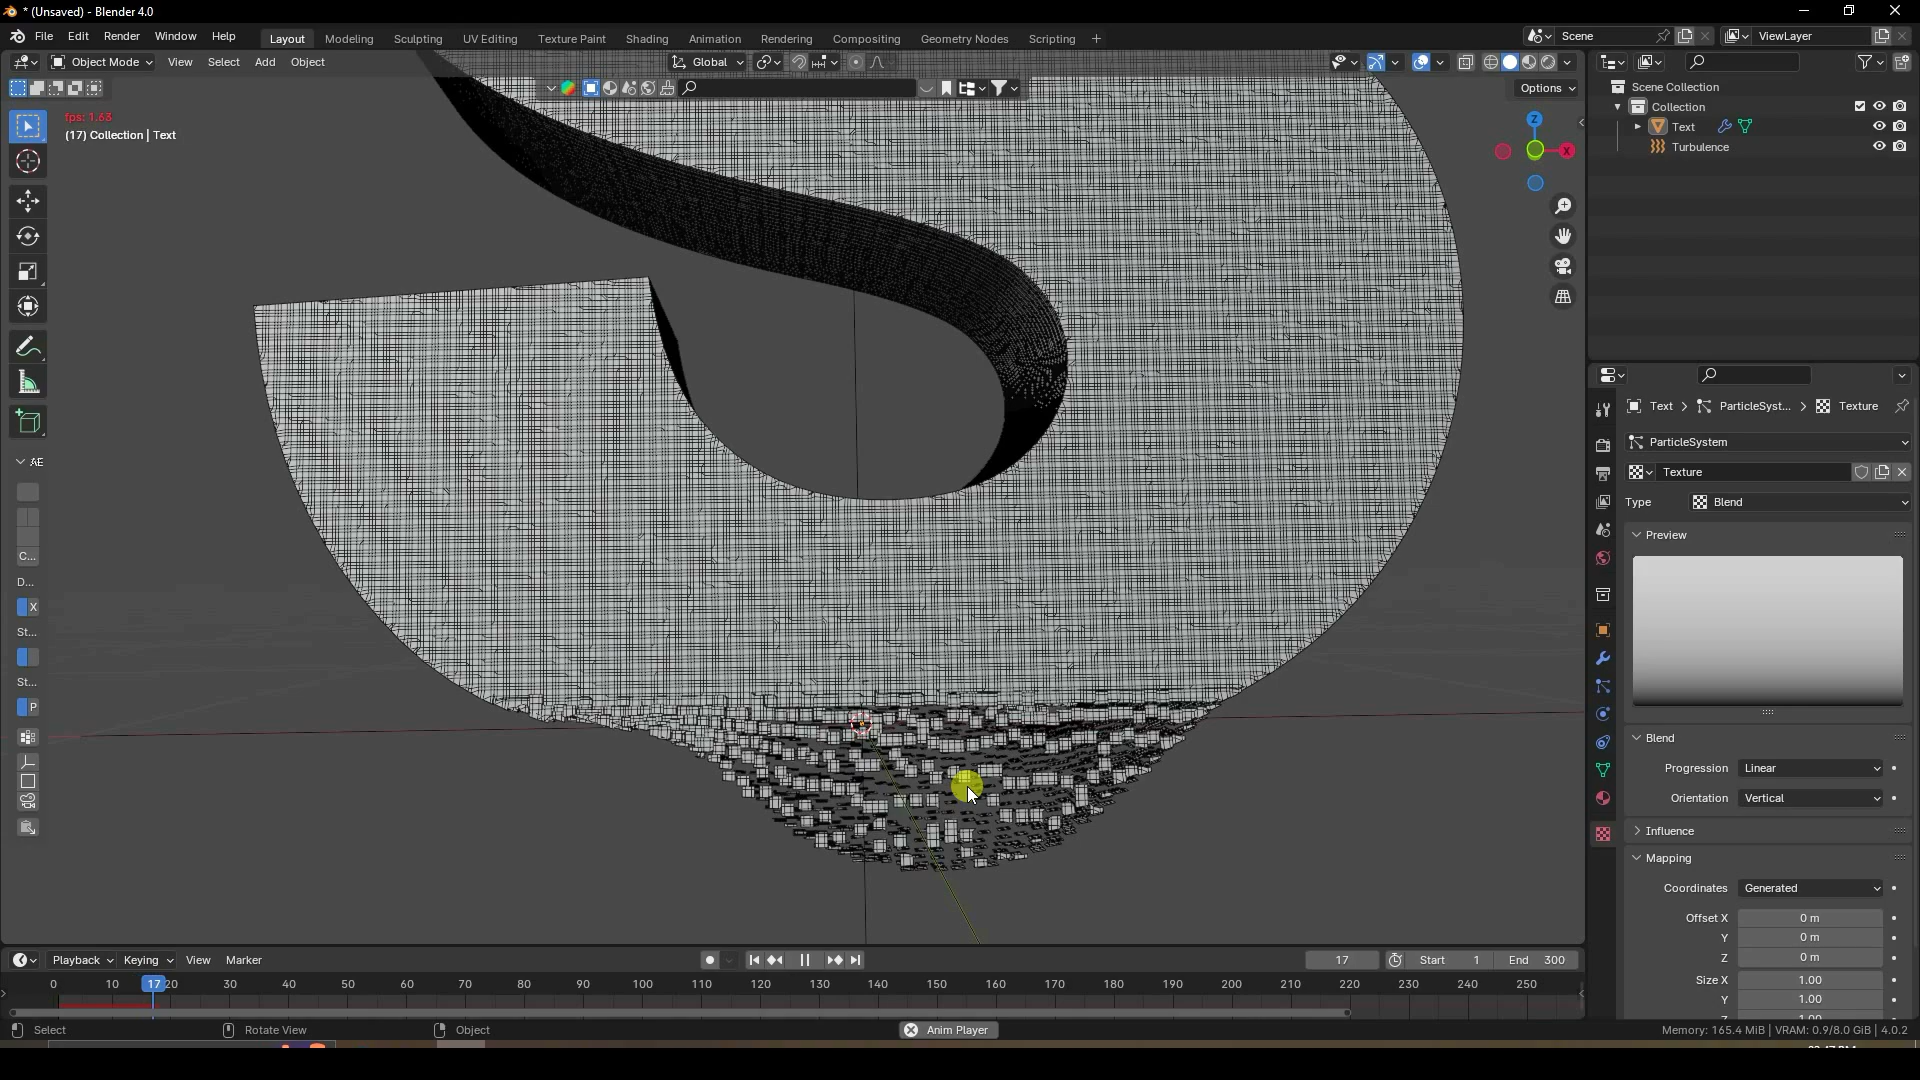 * (Unsaved) - Blender 4.0
File Edit Render Window Help
Layout Modeling Sculpting UV Editing Texture Paint Shading Animation Rendering Compositing Geometry Nodes Scripting +
Scene
ViewLayer
Object Mode View Select Add Object
Global
Options
fps: 1.63
(17) Collection | Text
Z
X
Scene Collection
Collection
Text
Turbulence
AE
C...
D...
X
St...
St...
P
Text > ParticleSyst... > Texture
ParticleSystem
Texture
Type Blend
Preview
Blend
Progression Linear
Orientation Vertical
Influence
Mapping
Coordinates Generated
Offset X 0 m
Y 0 m
Z 0 m
Size X 1.00
Y 1.00
Playback Keying View Marker
17
Start 1
End 300
0 10 17 20 30 40 50 60 70 80 90 100 110 120 130 140 150 160 170 180 190 200 210 220 230 240 250
Select
Rotate View
Object
Anim Player
Memory: 165.4 MiB | VRAM: 0.9/8.0 GiB | 4.0.2